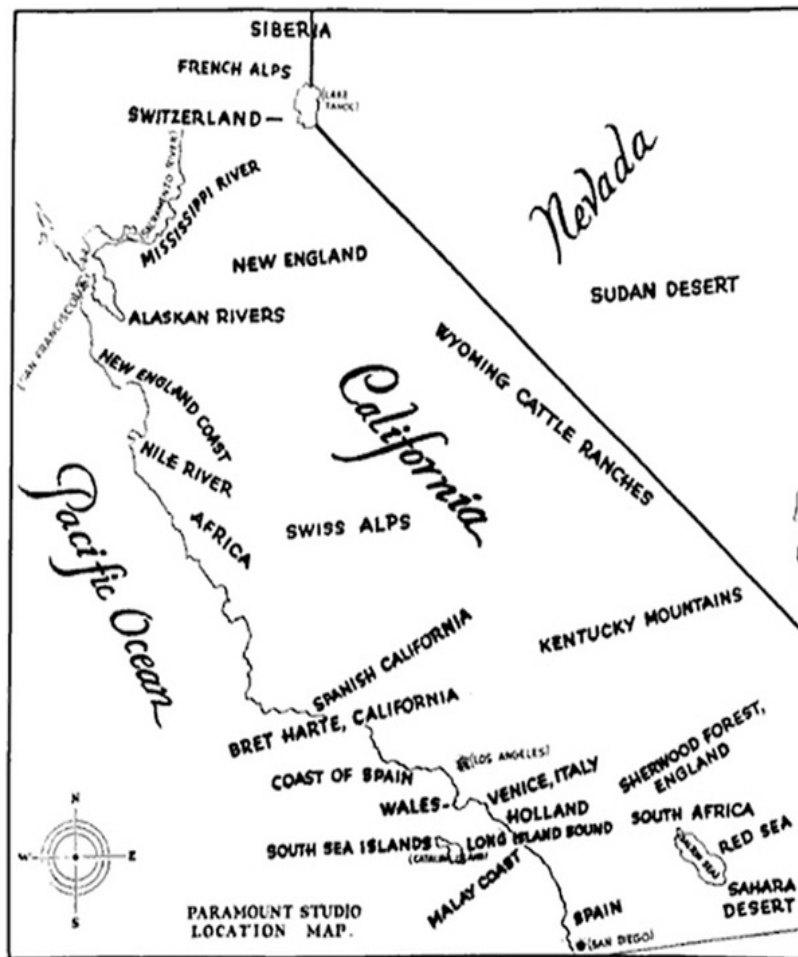 SIBERIA
FRENCH ALPS
(LAKE
TAHOE)
SWITZERLAND
(SACRAMENTO RIVER)
MISSISSIPPI RIVER
Nevada
NEW ENGLAND
SUDAN DESERT
(SAN FRANCISCO)
ALASKAN RIVERS
WYOMING CATTLE RANCHES
NEW ENGLAND COAST
California
NILE RIVER
Pacific Ocean
AFRICA
SWISS ALPS
KENTUCKY MOUNTAINS
SPANISH CALIFORNIA
BRET HARTE, CALIFORNIA
(LOS ANGELES)
SHERWOOD FOREST,
ENGLAND
COAST OF SPAIN
VENICE, ITALY
WALES
HOLLAND
SOUTH AFRICA
SOUTH SEA ISLANDS
LONG ISLAND SOUND
(CATALINA ISLAND)
RED SEA
(SALTON SEA)
MALAY COAST
SAHARA
DESERT
SPAIN
(SAN DIEGO)
N
W
E
S
PARAMOUNT STUDIO
LOCATION MAP.